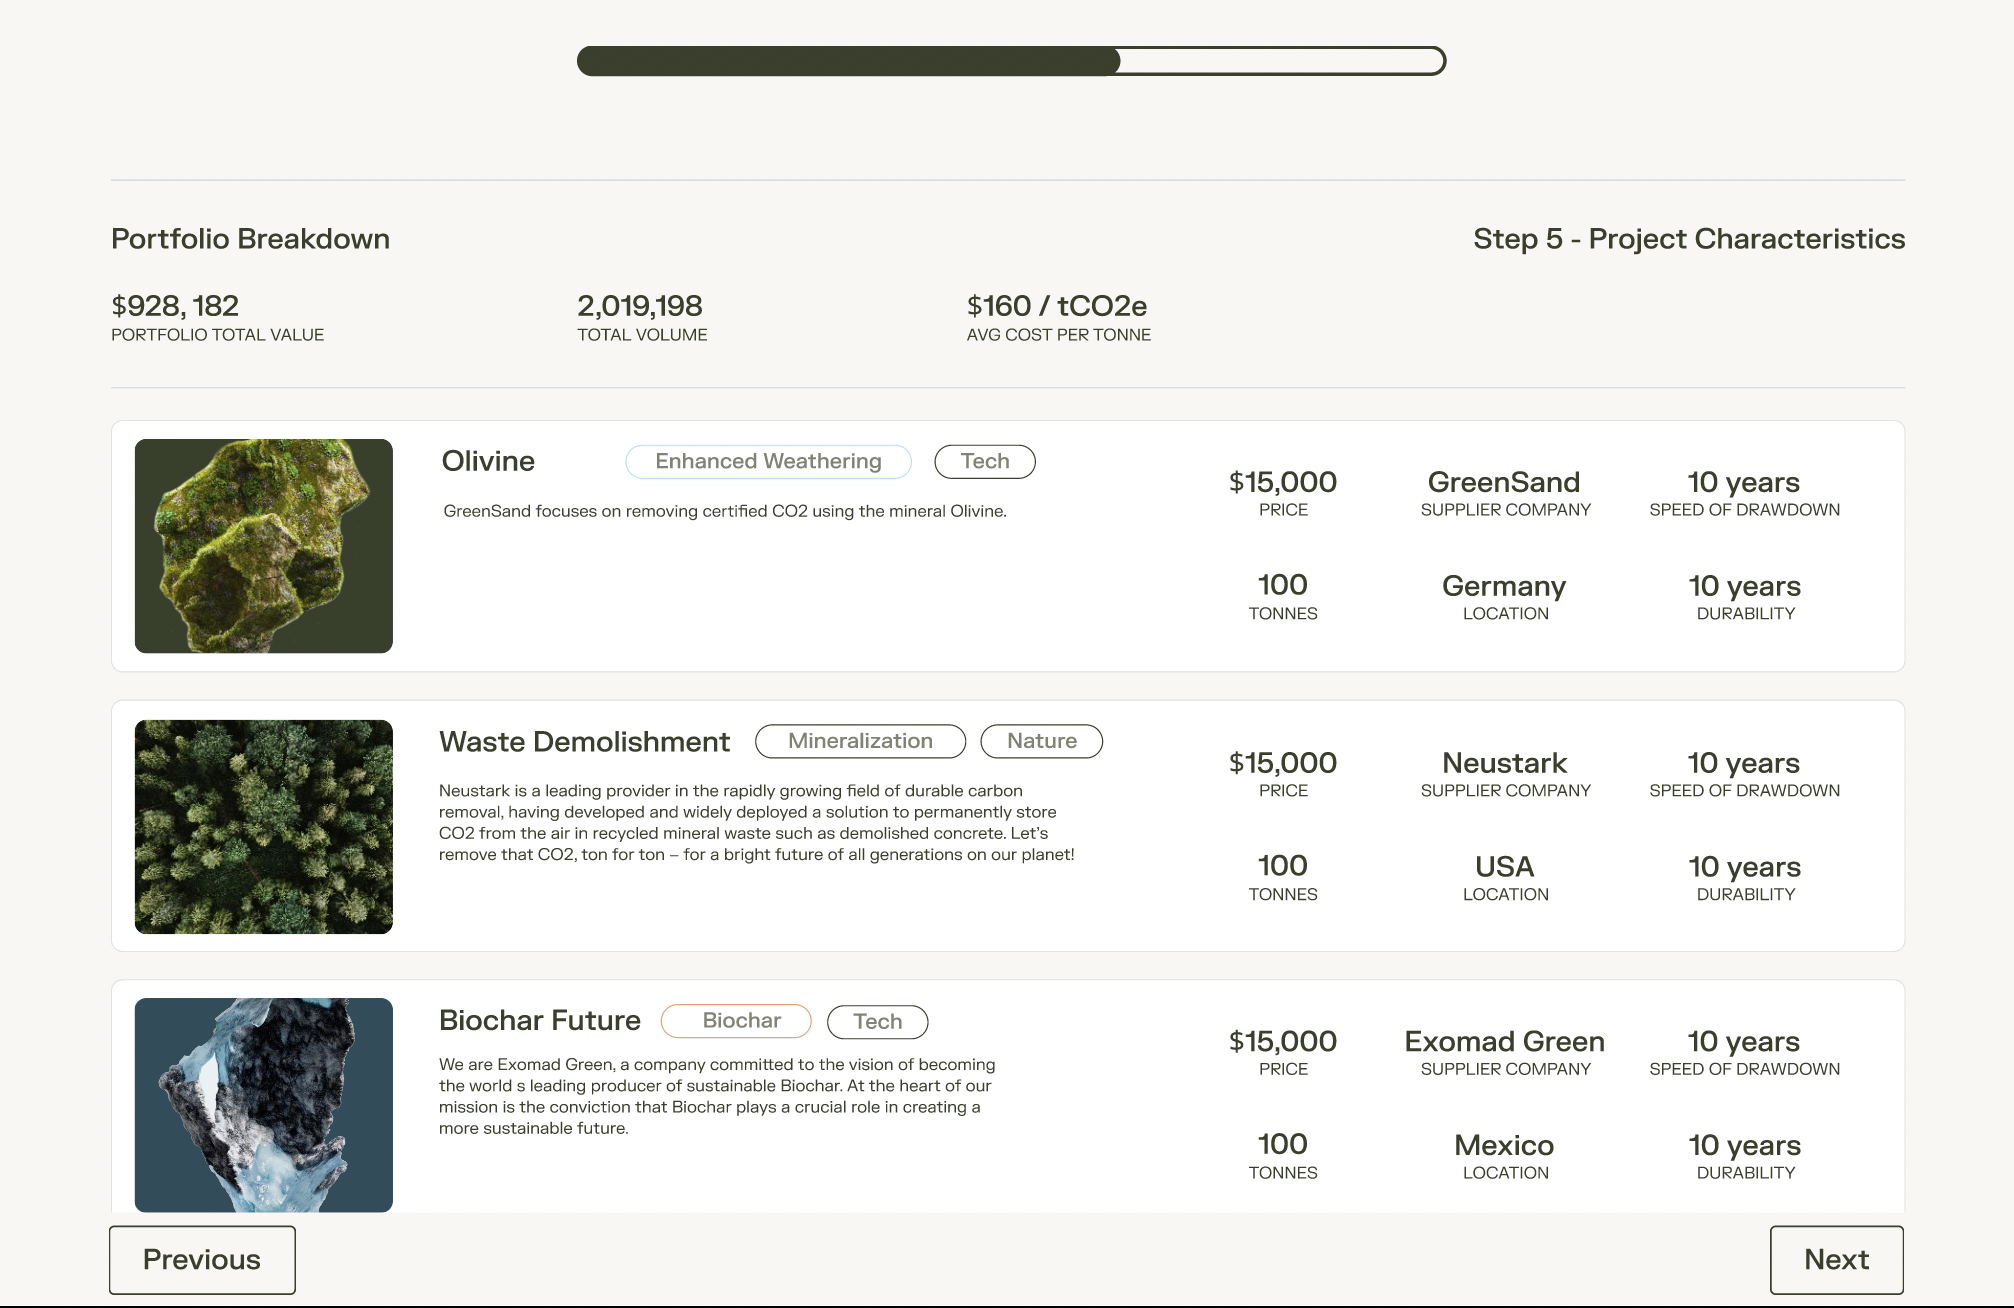 Portfolio Breakdown
Step 5 - Project Characteristics
$928, 182
PORTFOLIO TOTAL VALUE
2,019,198
TOTAL VOLUME
$160 / tCO2e
AVG COST PER TONNE
Olivine
Enhanced Weathering
Tech
GreenSand focuses on removing certified CO2 using the mineral Olivine.
$15,000
PRICE
GreenSand
SUPPLIER COMPANY
10 years
SPEED OF DRAWDOWN
100
TONNES
Germany
LOCATION
10 years
DURABILITY
Waste Demolishment
Mineralization
Nature
Neustark is a leading provider in the rapidly growing field of durable carbon
removal, having developed and widely deployed a solution to permanently store
CO2 from the air in recycled mineral waste such as demolished concrete. Let's
remove that CO2, ton for ton – for a bright future of all generations on our planet!
$15,000
PRICE
Neustark
SUPPLIER COMPANY
10 years
SPEED OF DRAWDOWN
100
TONNES
USA
LOCATION
10 years
DURABILITY
Biochar Future
Biochar
Tech
We are Exomad Green, a company committed to the vision of becoming
the world s leading producer of sustainable Biochar. At the heart of our
mission is the conviction that Biochar plays a crucial role in creating a
more sustainable future.
$15,000
PRICE
Exomad Green
SUPPLIER COMPANY
10 years
SPEED OF DRAWDOWN
100
TONNES
Mexico
LOCATION
10 years
DURABILITY
Previous
Next